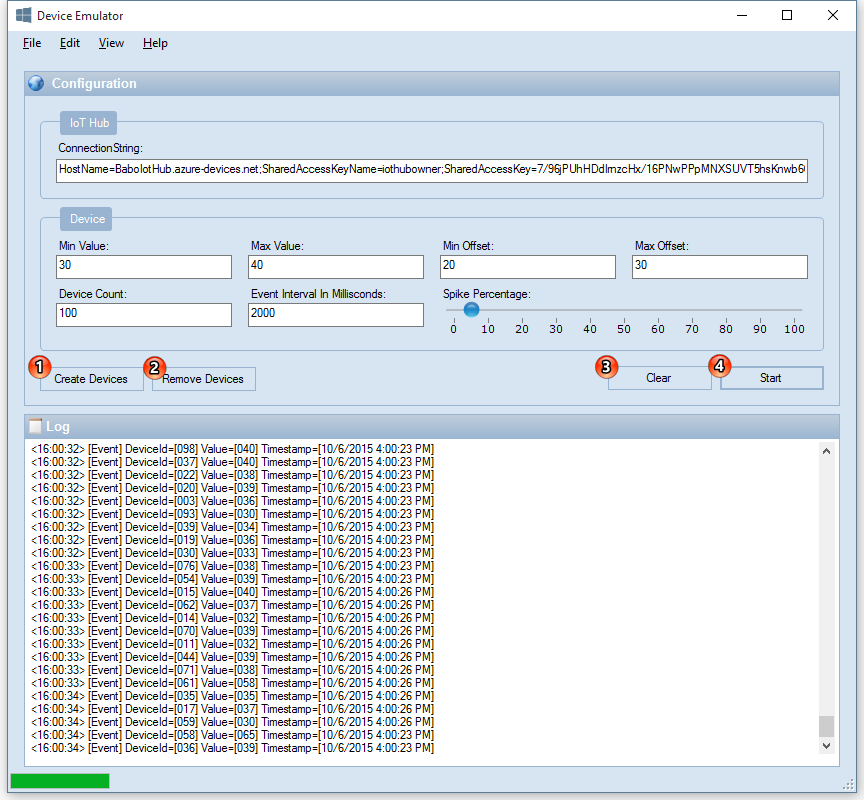 Device Emulator
File Edit View Help
Configuration
IoT Hub
ConnectionString:
HostName=BaboIotHub.azure-devices.net;SharedAccessKeyName=iothubowner;SharedAccessKey=7/96jPUhHDdImzcHx/16PNwPPpMNXSUVT5hsKnwb6
Device
Min Value: Max Value: Min Offset: Max Offset:
30 40 20 30
Device Count: Event Interval In Millisconds: Spike Percentage:
100 2000
0 10 20 30 40 50 60 70 80 90 100
1 2 3 4
Create Devices Remove Devices Clear Start
Log
<16:00:32> [Event] DeviceId=[098] Value=[040] Timestamp=[10/6/2015 4:00:23 PM]
<16:00:32> [Event] DeviceId=[037] Value=[040] Timestamp=[10/6/2015 4:00:23 PM]
<16:00:32> [Event] DeviceId=[022] Value=[038] Timestamp=[10/6/2015 4:00:23 PM]
<16:00:32> [Event] DeviceId=[020] Value=[039] Timestamp=[10/6/2015 4:00:23 PM]
<16:00:32> [Event] DeviceId=[003] Value=[036] Timestamp=[10/6/2015 4:00:23 PM]
<16:00:32> [Event] DeviceId=[093] Value=[030] Timestamp=[10/6/2015 4:00:23 PM]
<16:00:32> [Event] DeviceId=[039] Value=[034] Timestamp=[10/6/2015 4:00:23 PM]
<16:00:32> [Event] DeviceId=[019] Value=[036] Timestamp=[10/6/2015 4:00:23 PM]
<16:00:32> [Event] DeviceId=[030] Value=[033] Timestamp=[10/6/2015 4:00:23 PM]
<16:00:33> [Event] DeviceId=[076] Value=[038] Timestamp=[10/6/2015 4:00:23 PM]
<16:00:33> [Event] DeviceId=[054] Value=[039] Timestamp=[10/6/2015 4:00:23 PM]
<16:00:33> [Event] DeviceId=[015] Value=[040] Timestamp=[10/6/2015 4:00:26 PM]
<16:00:33> [Event] DeviceId=[062] Value=[037] Timestamp=[10/6/2015 4:00:26 PM]
<16:00:33> [Event] DeviceId=[014] Value=[032] Timestamp=[10/6/2015 4:00:26 PM]
<16:00:33> [Event] DeviceId=[070] Value=[039] Timestamp=[10/6/2015 4:00:26 PM]
<16:00:33> [Event] DeviceId=[011] Value=[032] Timestamp=[10/6/2015 4:00:26 PM]
<16:00:33> [Event] DeviceId=[044] Value=[039] Timestamp=[10/6/2015 4:00:26 PM]
<16:00:33> [Event] DeviceId=[071] Value=[038] Timestamp=[10/6/2015 4:00:26 PM]
<16:00:33> [Event] DeviceId=[061] Value=[058] Timestamp=[10/6/2015 4:00:26 PM]
<16:00:34> [Event] DeviceId=[035] Value=[035] Timestamp=[10/6/2015 4:00:26 PM]
<16:00:34> [Event] DeviceId=[017] Value=[037] Timestamp=[10/6/2015 4:00:26 PM]
<16:00:34> [Event] DeviceId=[059] Value=[030] Timestamp=[10/6/2015 4:00:26 PM]
<16:00:34> [Event] DeviceId=[058] Value=[065] Timestamp=[10/6/2015 4:00:23 PM]
<16:00:34> [Event] DeviceId=[036] Value=[039] Timestamp=[10/6/2015 4:00:23 PM]